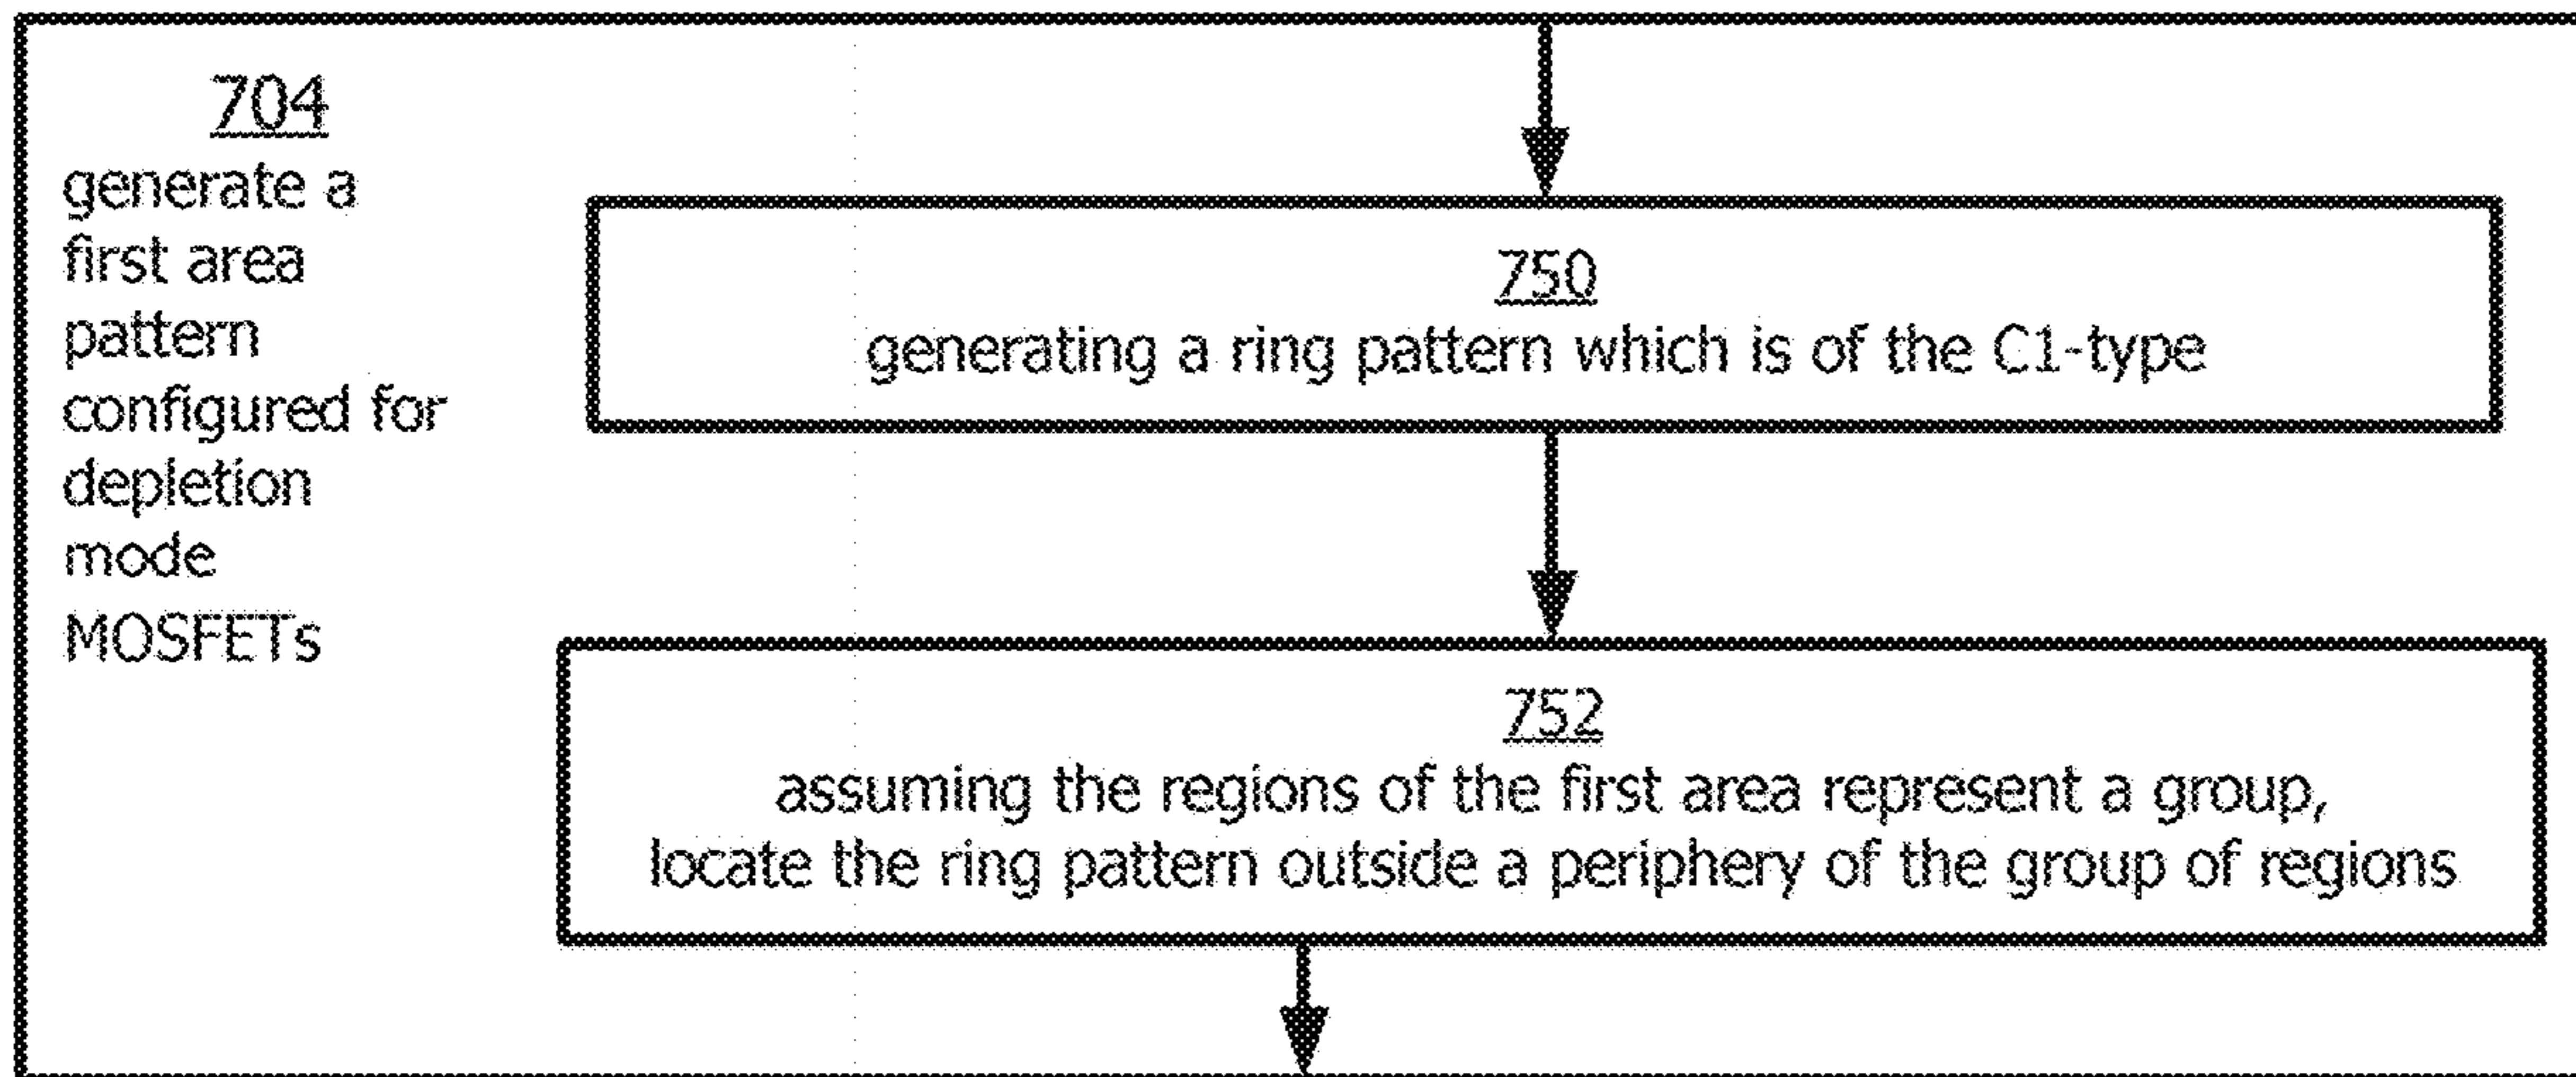 704
generate a
first area
pattern
configured for
depletion
mode
MOSFETs
750
generating a ring pattern which is of the C1-type
752
assuming the regions of the first area represent a group,
locate the ring pattern outside a periphery of the group of regions